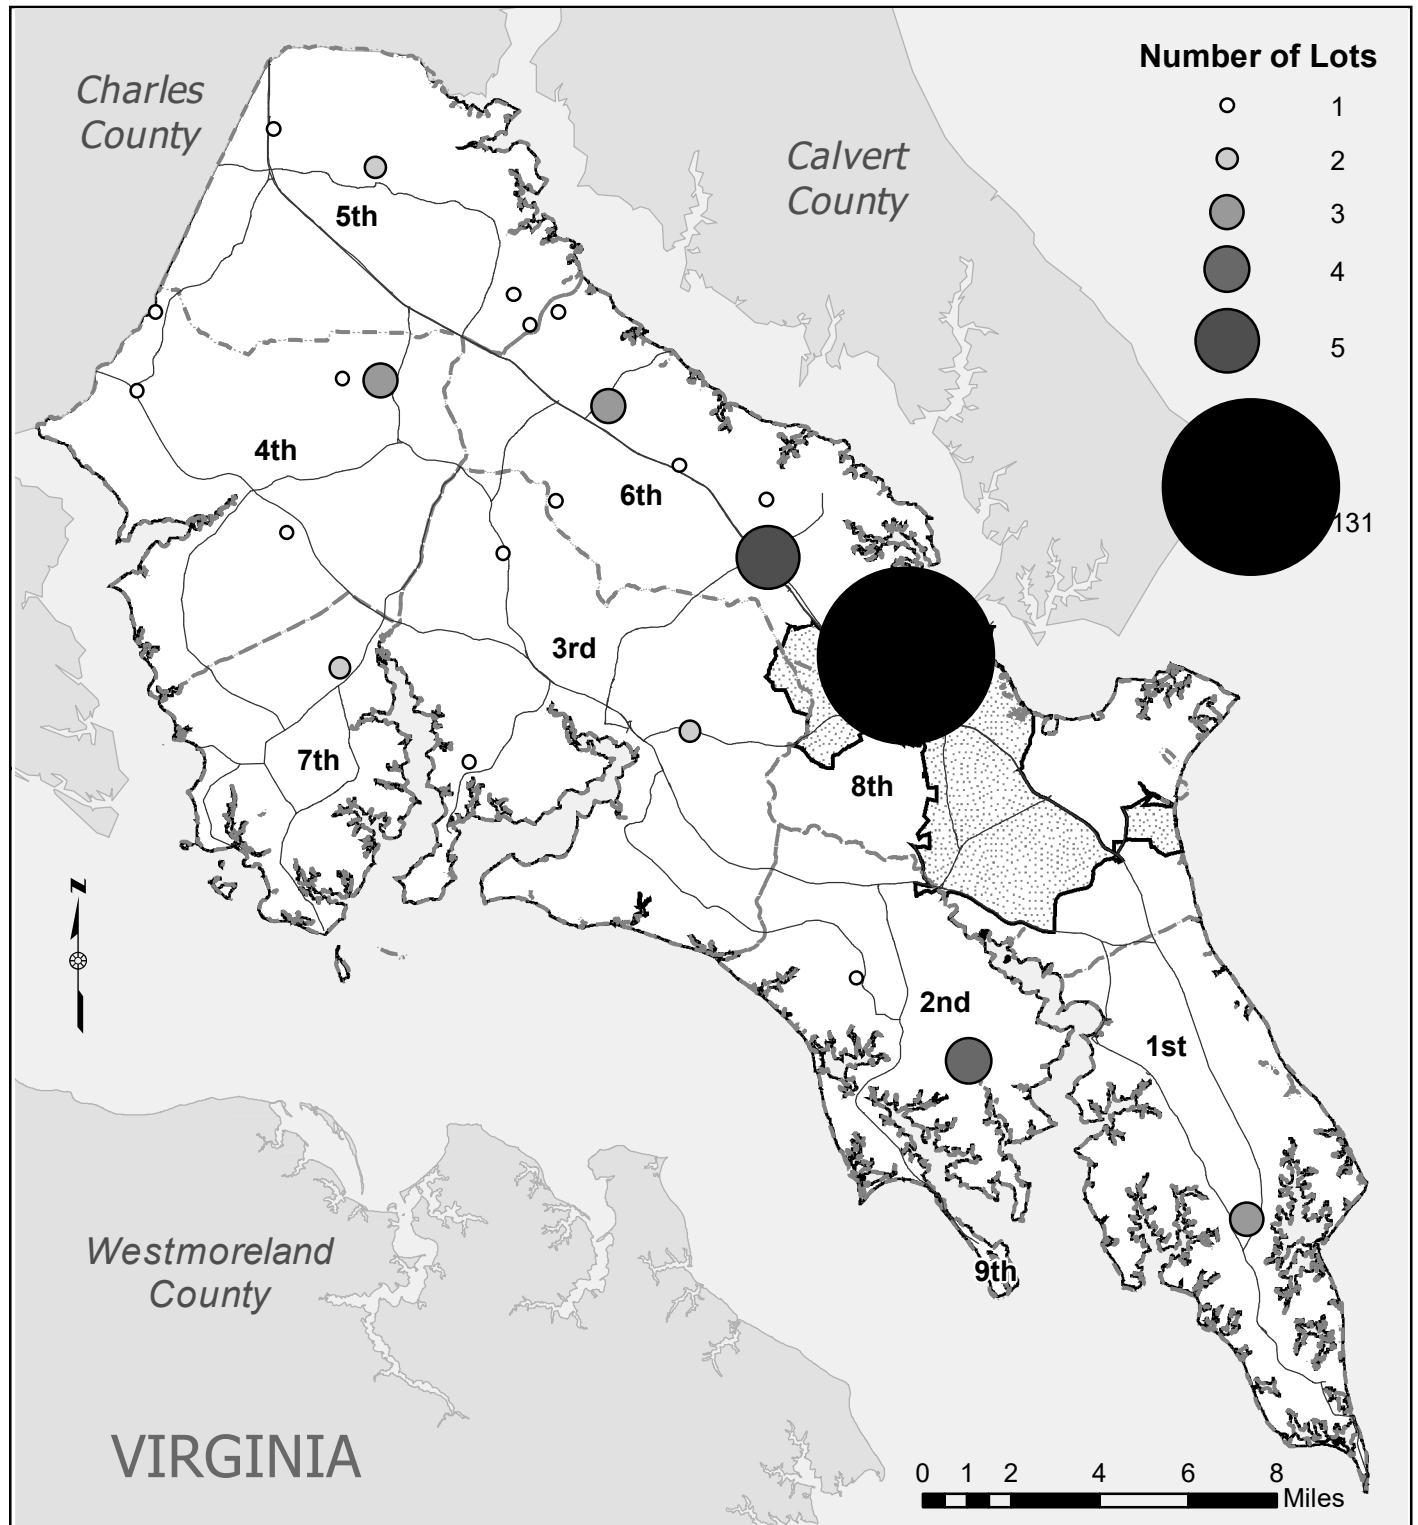 Number of Lots
1
2
3
4
5
131
Charles
County
Calvert
County
5th
4th
6th
3rd
7th
8th
N
2nd
1st
9th
Westmoreland
County
VIRGINIA
0 1 2 4 6 8
Miles